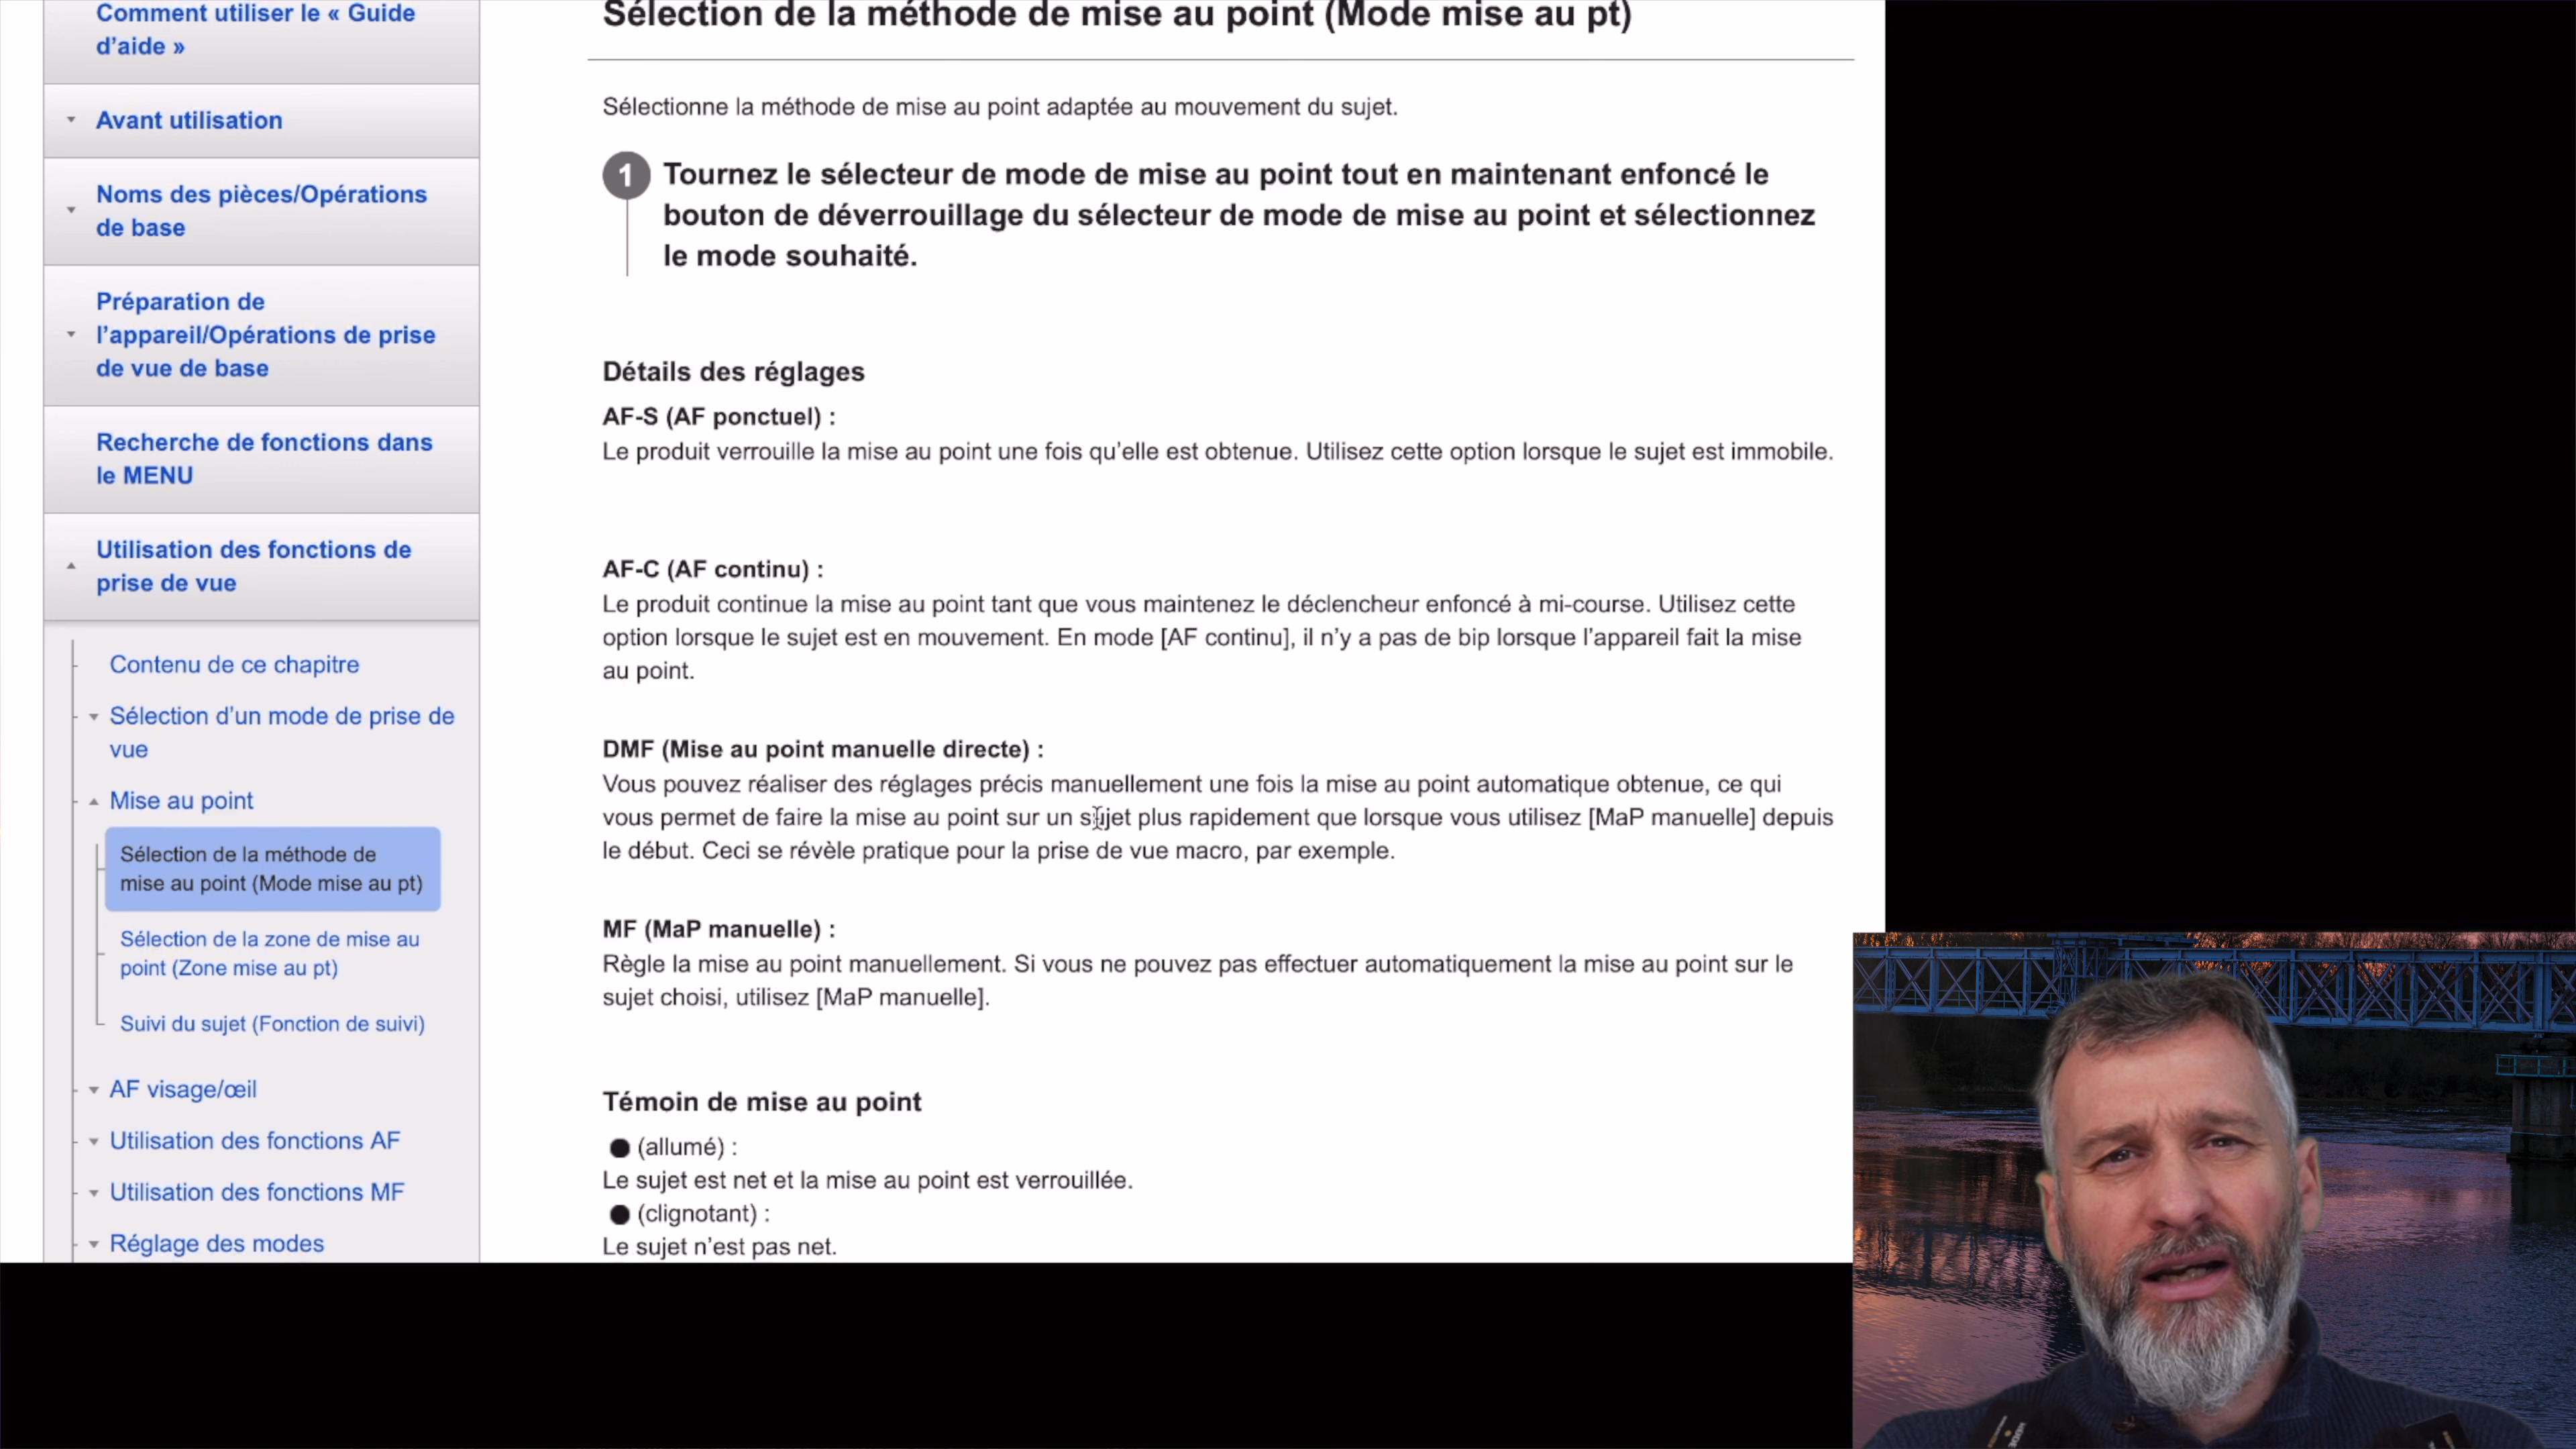 Comment utiliser le « Guide
d’aide »
Avant utilisation
Noms des pièces/Opérations
de base
Préparation de
l’appareil/Opérations de prise
de vue de base
Recherche de fonctions dans
le MENU
Utilisation des fonctions de
prise de vue
Contenu de ce chapitre
Sélection d’un mode de prise de
vue
Mise au point
Sélection de la méthode de
mise au point (Mode mise au pt)
Sélection de la zone de mise au
point (Zone mise au pt)
Suivi du sujet (Fonction de suivi)
AF visage/œil
Utilisation des fonctions AF
Utilisation des fonctions MF
Réglage des modes
Sélection de la méthode de mise au point (Mode mise au pt)
Sélectionne la méthode de mise au point adaptée au mouvement du sujet.
1 Tournez le sélecteur de mode de mise au point tout en maintenant enfoncé le
bouton de déverrouillage du sélecteur de mode de mise au point et sélectionnez
le mode souhaité.
Détails des réglages
AF-S (AF ponctuel) :
Le produit verrouille la mise au point une fois qu’elle est obtenue. Utilisez cette option lorsque le sujet est immobile.
AF-C (AF continu) :
Le produit continue la mise au point tant que vous maintenez le déclencheur enfoncé à mi-course. Utilisez cette
option lorsque le sujet est en mouvement. En mode [AF continu], il n’y a pas de bip lorsque l’appareil fait la mise
au point.
DMF (Mise au point manuelle directe) :
Vous pouvez réaliser des réglages précis manuellement une fois la mise au point automatique obtenue, ce qui
vous permet de faire la mise au point sur un sujet plus rapidement que lorsque vous utilisez [MaP manuelle] depuis
le début. Ceci se révèle pratique pour la prise de vue macro, par exemple.
MF (MaP manuelle) :
Règle la mise au point manuellement. Si vous ne pouvez pas effectuer automatiquement la mise au point sur le
sujet choisi, utilisez [MaP manuelle].
Témoin de mise au point
● (allumé) :
Le sujet est net et la mise au point est verrouillée.
● (clignotant) :
Le sujet n’est pas net.